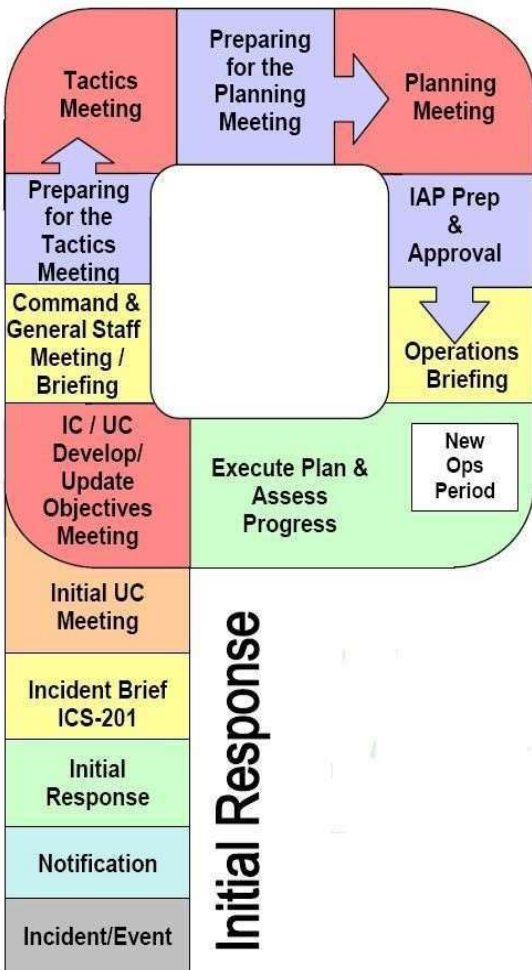 Tactics
Meeting
Preparing
for the
Planning
Meeting
Planning
Meeting
Preparing
for the
Tactics
Meeting
IAP Prep
&
Approval
Command &
General Staff
Meeting /
Briefing
Operations
Briefing
IC / UC
Develop/
Update
Objectives
Meeting
Execute Plan &
Assess
Progress
New
Ops
Period
Initial UC
Meeting
Incident Brief
ICS-201
Initial
Response
Notification
Incident/Event
Initial Response